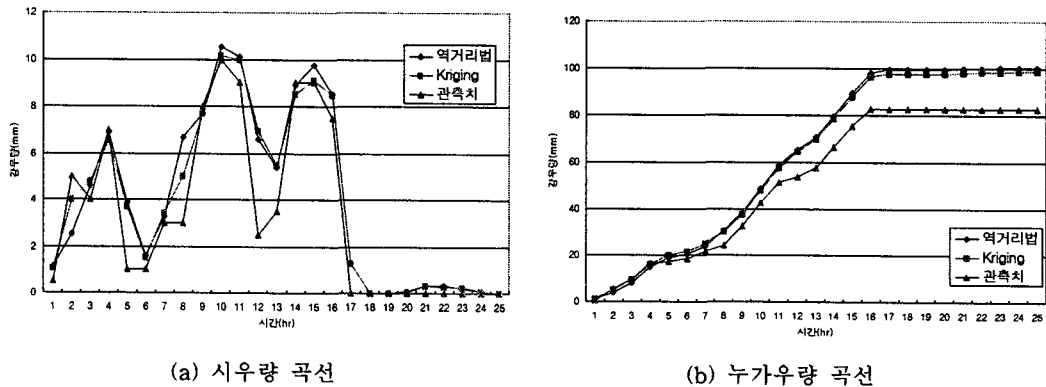 12
10
8
6
4
2
0
강우량(mm)
역거리법
Kriging
관측치
1 2 3 4 5 6 7 8 9 10 11 12 13 14 15 16 17 18 19 20 21 22 23 24 25
시간(hr)
(a) 시우량 곡선
120
100
80
60
40
20
0
강우량(mm)
역거리법
Kriging
관측치
1 2 3 4 5 6 7 8 9 10 11 12 13 14 15 16 17 18 19 20 21 22 23 24 25
시간(hr)
(b) 누가우량 곡선